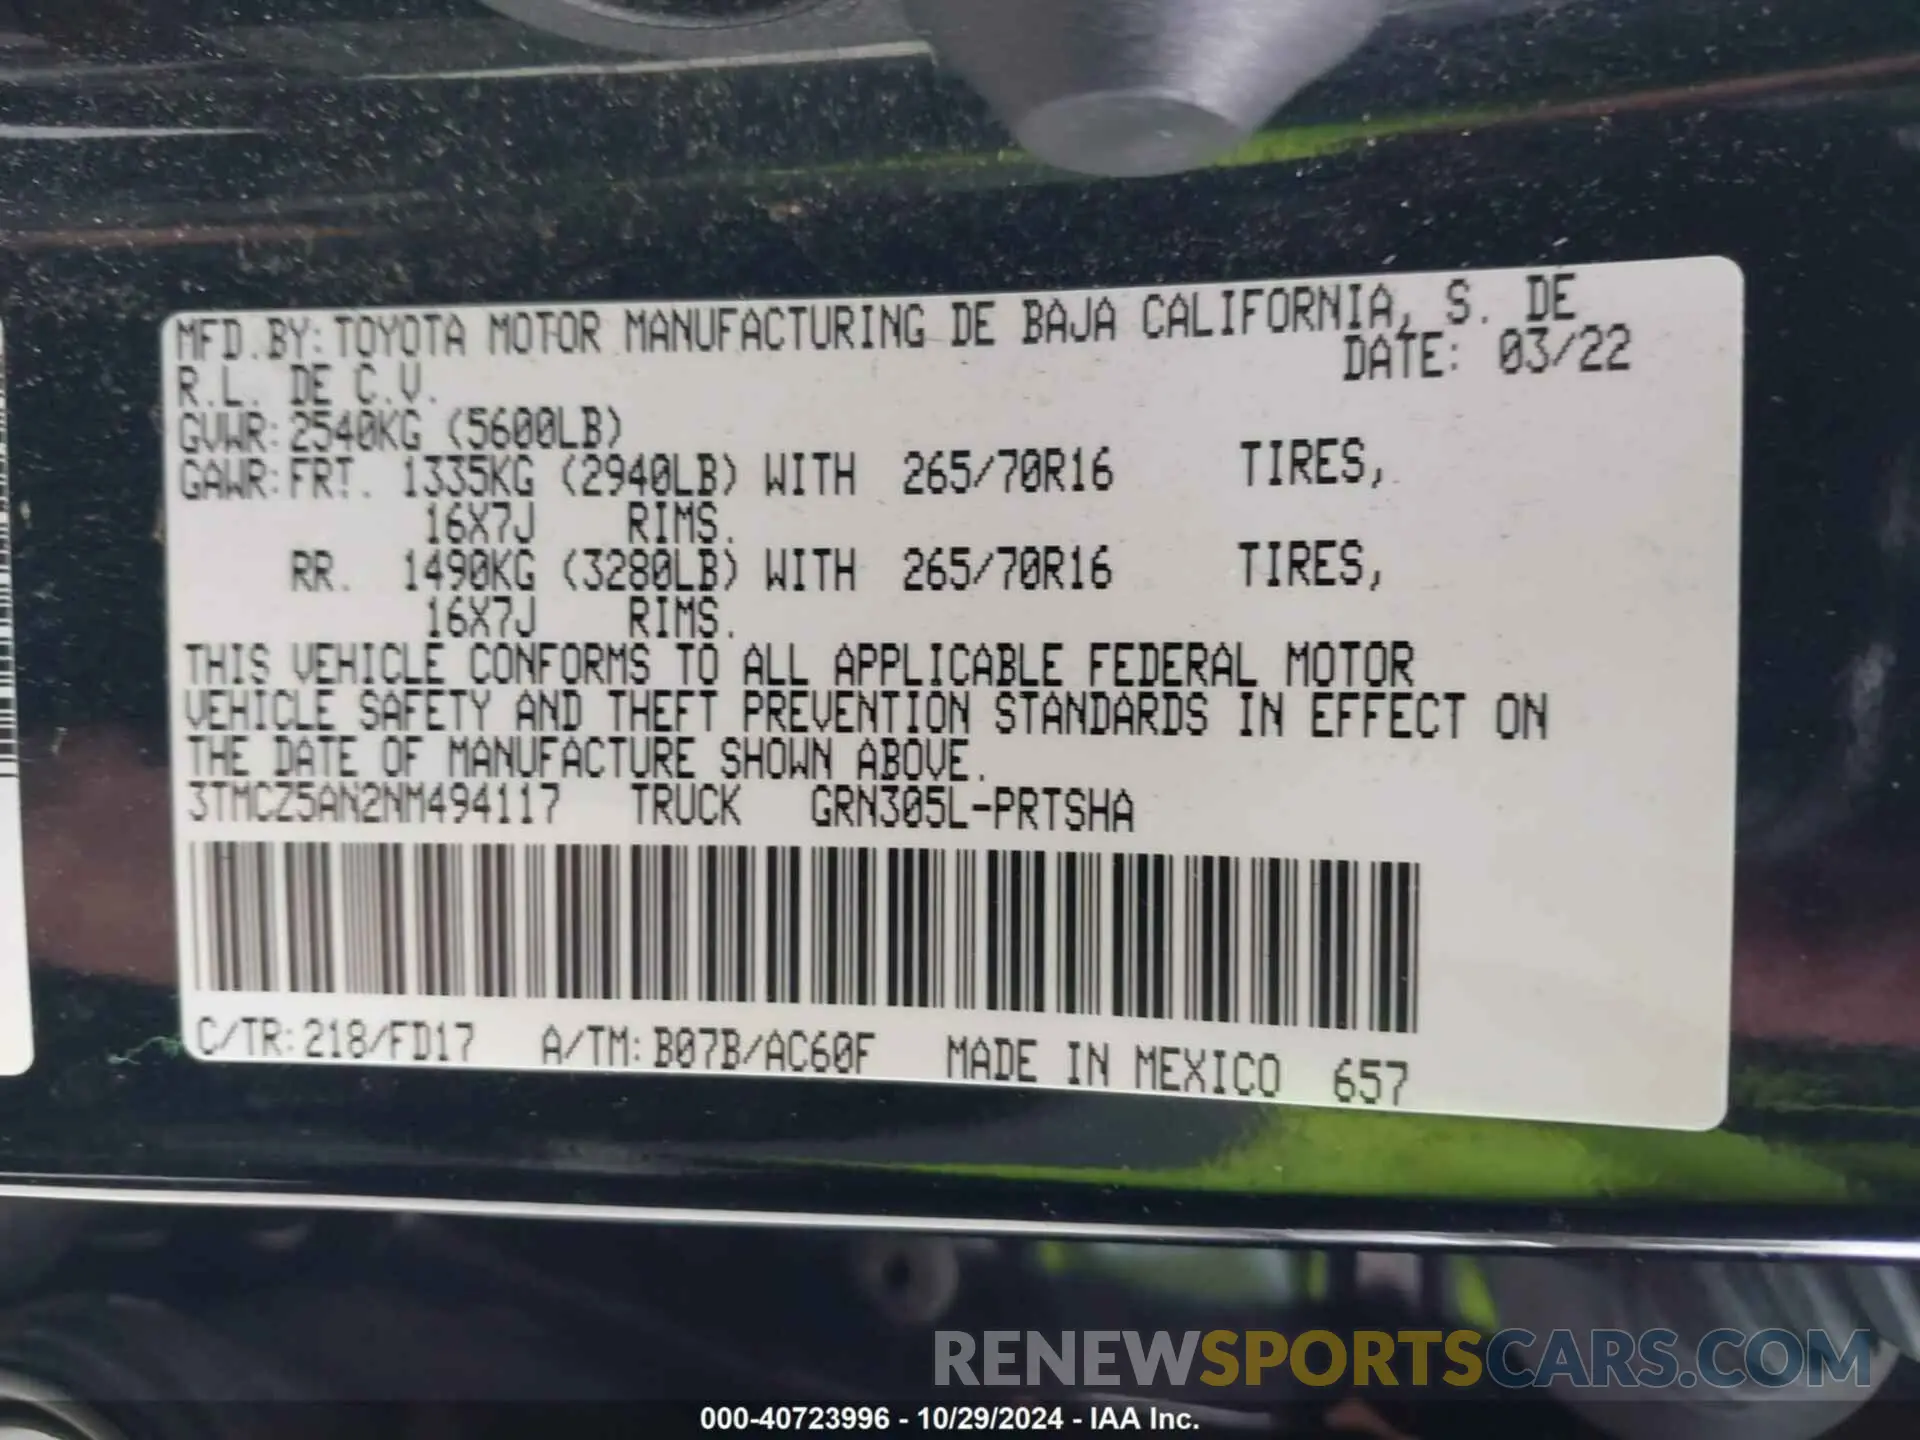 MFD.BY:TOYOTA MOTOR MANUFACTURING DE BAJA CALIFORNIA, S. DE
R.L. DE C.V. DATE: 03/22
GVWR:2540KG (5600LB)
GAWR:FRT. 1335KG (2940LB) WITH 265/70R16 TIRES,
16X7J RIMS.
RR. 1490KG (3280LB) WITH 265/70R16 TIRES,
16X7J RIMS.
THIS VEHICLE CONFORMS TO ALL APPLICABLE FEDERAL MOTOR
VEHICLE SAFETY AND THEFT PREVENTION STANDARDS IN EFFECT ON
THE DATE OF MANUFACTURE SHOWN ABOVE.
3TMCZ5AN2NM494117 TRUCK GRN305L-PRTSHA
C/TR:218/FD17 A/TM:B07B/AC60F MADE IN MEXICO 657
RENEWSPORTSCARS.COM
000-40723996 - 10/29/2024 - IAA Inc.